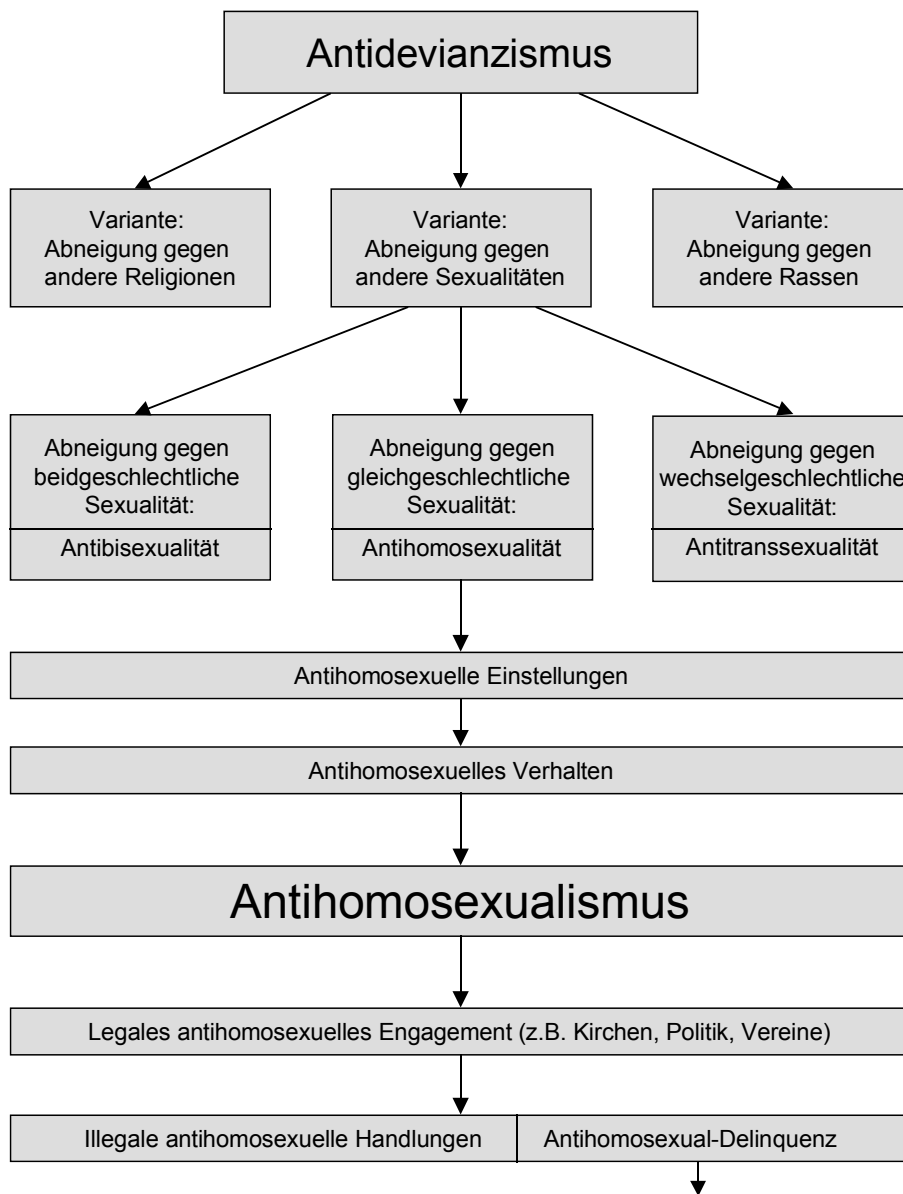 Antidevianzismus
Variante:
Abneigung gegen
andere Religionen
Variante:
Abneigung gegen
andere Sexualitäten
Variante:
Abneigung gegen
andere Rassen
Abneigung gegen
beidgeschlechtliche
Sexualität:
Antibisexualität
Abneigung gegen
gleichgeschlechtliche
Sexualität:
Antihomosexualität
Abneigung gegen
wechselgeschlechtliche
Sexualität:
Antitranssexualität
Antihomosexuelle Einstellungen
Antihomosexuelles Verhalten
Antihomosexualismus
Legales antihomosexuelles Engagement (z.B. Kirchen, Politik, Vereine)
Illegale antihomosexuelle Handlungen
Antihomosexual-Delinquenz